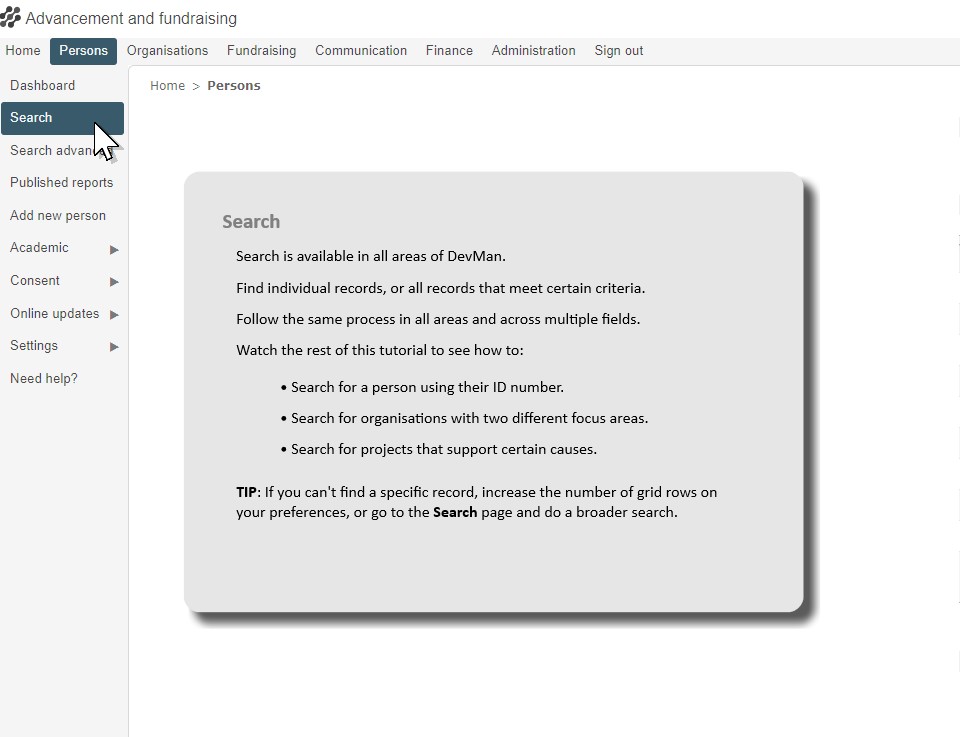 Advancement and fundraising
Home Persons Organisations Fundraising Communication Finance Administration Sign out
Dashboard
Home > Persons
Search
Search advan
Published reports
Add new person
Academic
Consent
Online updates
Settings
Need help?
Search
Search is available in all areas of DevMan.
Find individual records, or all records that meet certain criteria.
Follow the same process in all areas and across multiple fields.
Watch the rest of this tutorial to see how to:
• Search for a person using their ID number.
• Search for organisations with two different focus areas.
• Search for projects that support certain causes.
TIP: If you can't find a specific record, increase the number of grid rows on
your preferences, or go to the Search page and do a broader search.